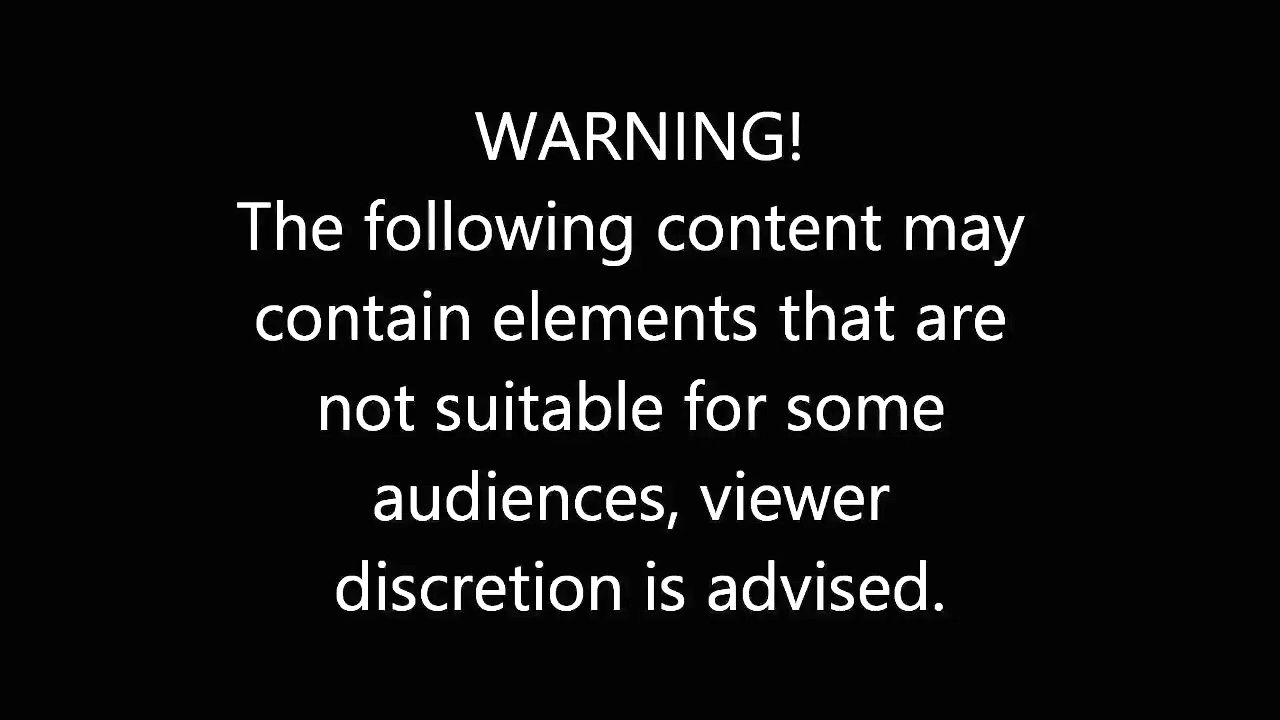 WARNING!
The following content may
contain elements that are
not suitable for some
audiences, viewer
discretion is advised.